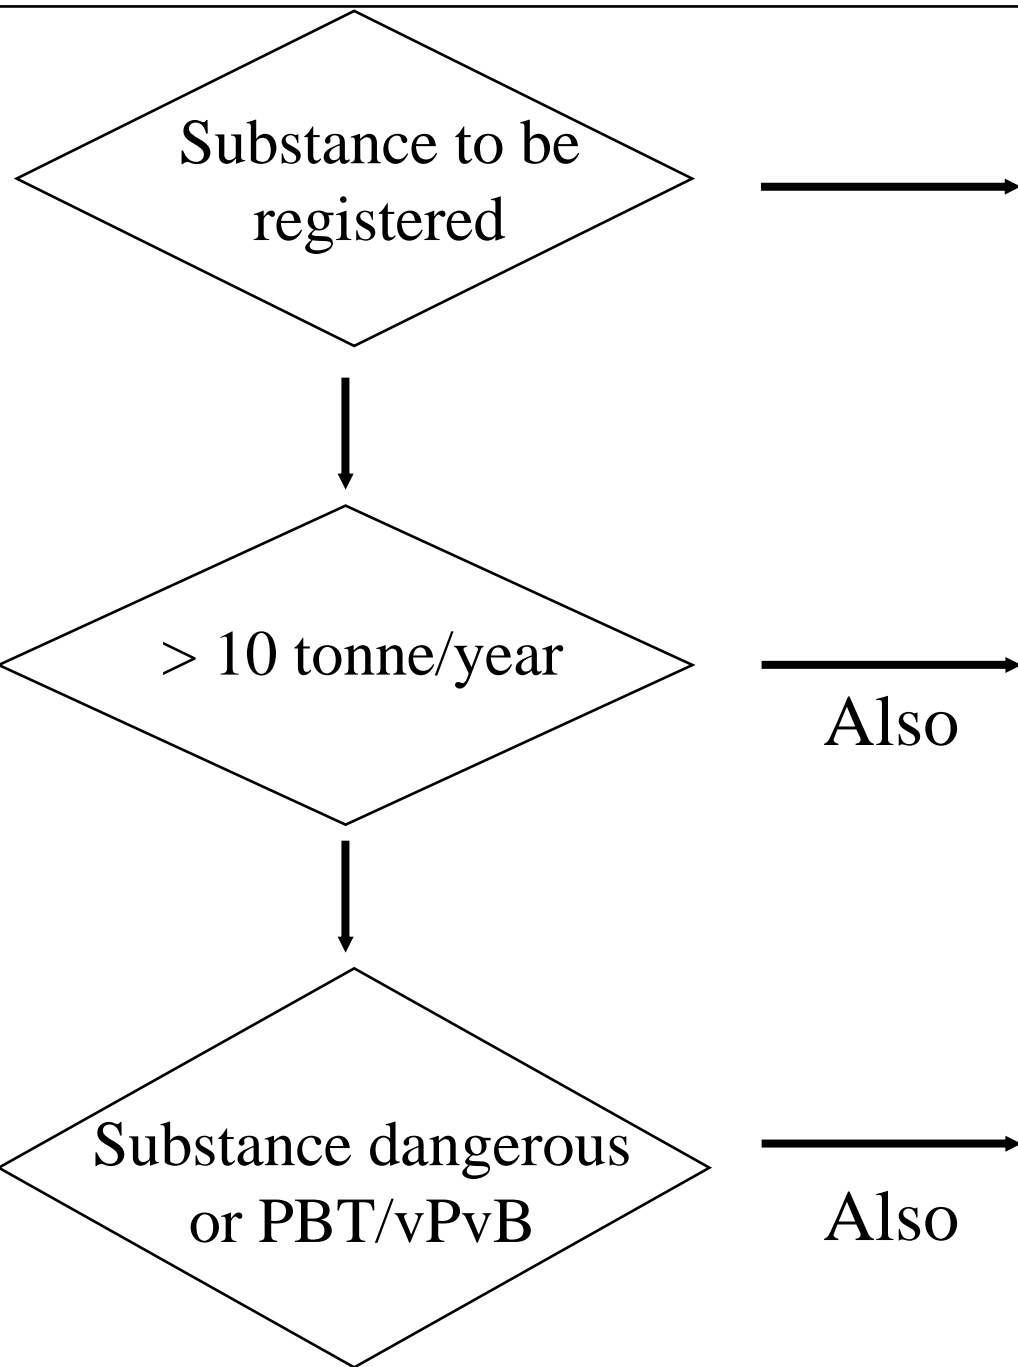 Substance to be
registered
> 10 tonne/year
Also
Substance dangerous
or PBT/vPvB
Also